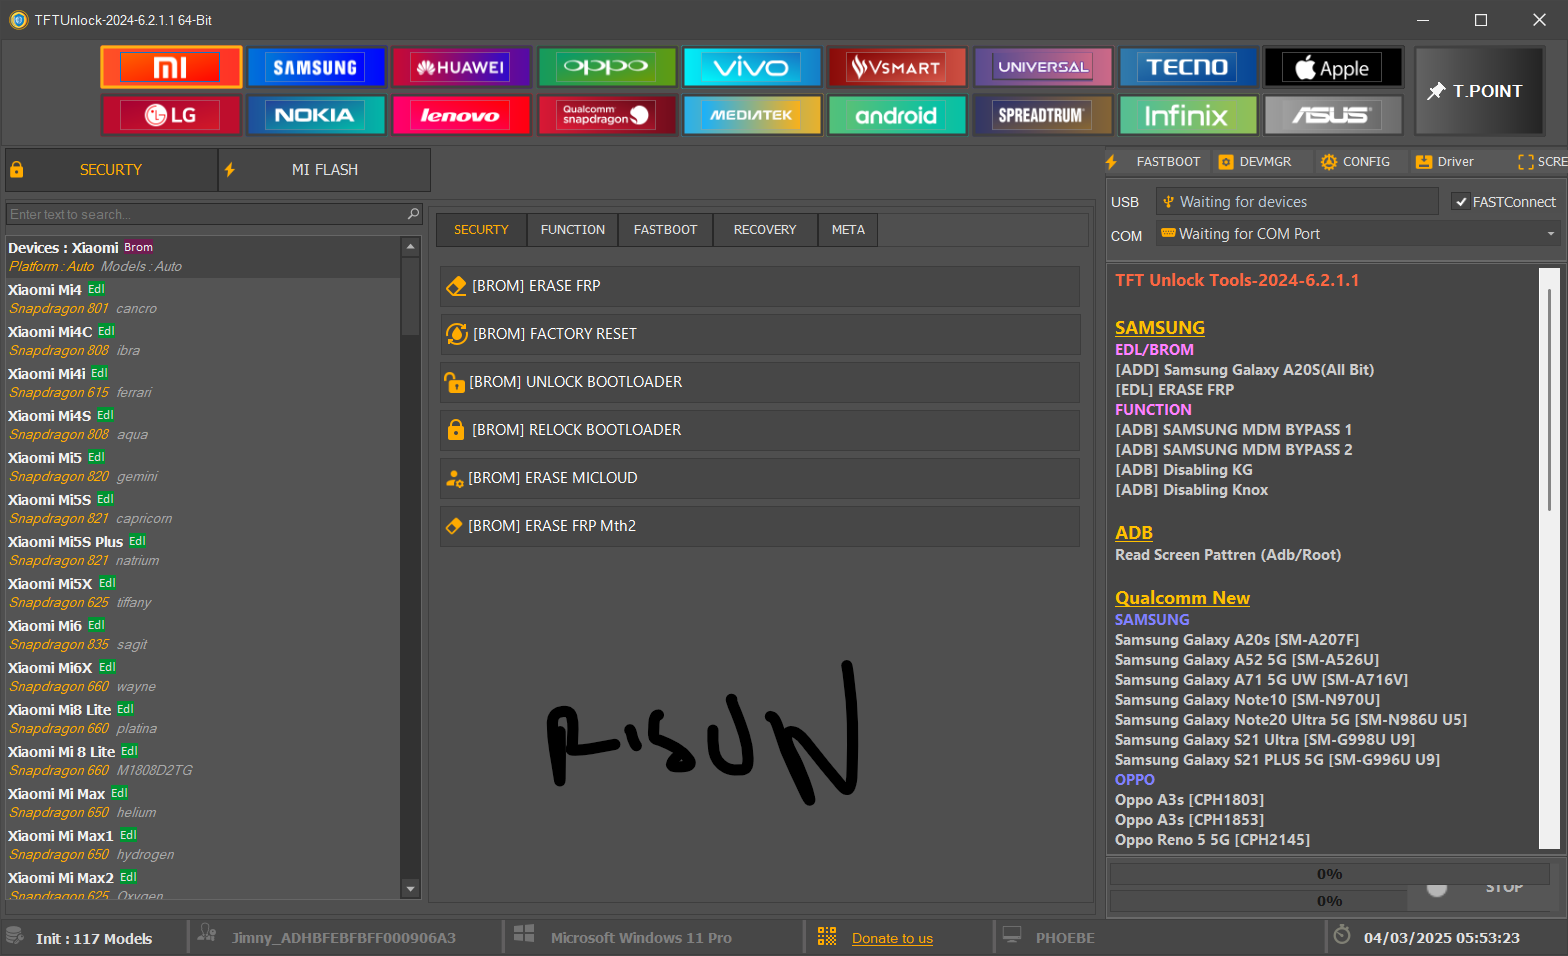 TFTUnlock-2024-6.2.1.1 64-Bit
MI SAMSUNG HUAWEI oppo vivo VSMART UNIVERSAL TECNO Apple
LG NOKIA lenovo Qualcomm snapdragon MEDIATEK android SPREADTRUM Infinix ASUS
T.POINT
SECURTY MI FLASH
FASTBOOT DEVMGR CONFIG Driver SCRE
Enter text to search...
Devices : Xiaomi Brom
Platform : Auto Models : Auto
Xiaomi Mi4 Edl
Snapdragon 801 cancro
Xiaomi Mi4C Edl
Snapdragon 808 ibra
Xiaomi Mi4i Edl
Snapdragon 615 ferrari
Xiaomi Mi4S Edl
Snapdragon 808 aqua
Xiaomi Mi5 Edl
Snapdragon 820 gemini
Xiaomi Mi5S Edl
Snapdragon 821 capricorn
Xiaomi Mi5S Plus Edl
Snapdragon 821 natrium
Xiaomi Mi5X Edl
Snapdragon 625 tiffany
Xiaomi Mi6 Edl
Snapdragon 835 sagit
Xiaomi Mi6X Edl
Snapdragon 660 wayne
Xiaomi Mi8 Lite Edl
Snapdragon 660 platina
Xiaomi Mi 8 Lite Edl
Snapdragon 660 M1808D2TG
Xiaomi Mi Max Edl
Snapdragon 650 helium
Xiaomi Mi Max1 Edl
Snapdragon 650 hydrogen
Xiaomi Mi Max2 Edl
Snapdragon 625 Oxygen
SECURTY FUNCTION FASTBOOT RECOVERY META
[BROM] ERASE FRP
[BROM] FACTORY RESET
[BROM] UNLOCK BOOTLOADER
[BROM] RELOCK BOOTLOADER
[BROM] ERASE MICLOUD
[BROM] ERASE FRP Mth2
RISUN
USB Waiting for devices FASTConnect
COM Waiting for COM Port
TFT Unlock Tools-2024-6.2.1.1
SAMSUNG
EDL/BROM
[ADD] Samsung Galaxy A20S(All Bit)
[EDL] ERASE FRP
FUNCTION
[ADB] SAMSUNG MDM BYPASS 1
[ADB] SAMSUNG MDM BYPASS 2
[ADB] Disabling KG
[ADB] Disabling Knox
ADB
Read Screen Pattren (Adb/Root)
Qualcomm New
SAMSUNG
Samsung Galaxy A20s [SM-A207F]
Samsung Galaxy A52 5G [SM-A526U]
Samsung Galaxy A71 5G UW [SM-A716V]
Samsung Galaxy Note10 [SM-N970U]
Samsung Galaxy Note20 Ultra 5G [SM-N986U U5]
Samsung Galaxy S21 Ultra [SM-G998U U9]
Samsung Galaxy S21 PLUS 5G [SM-G996U U9]
OPPO
Oppo A3s [CPH1803]
Oppo A3s [CPH1853]
Oppo Reno 5 5G [CPH2145]
0%
0%
STOP
Init : 117 Models Jimny_ADHBFEBFBFF000906A3 Microsoft Windows 11 Pro Donate to us PHOEBE 04/03/2025 05:53:23